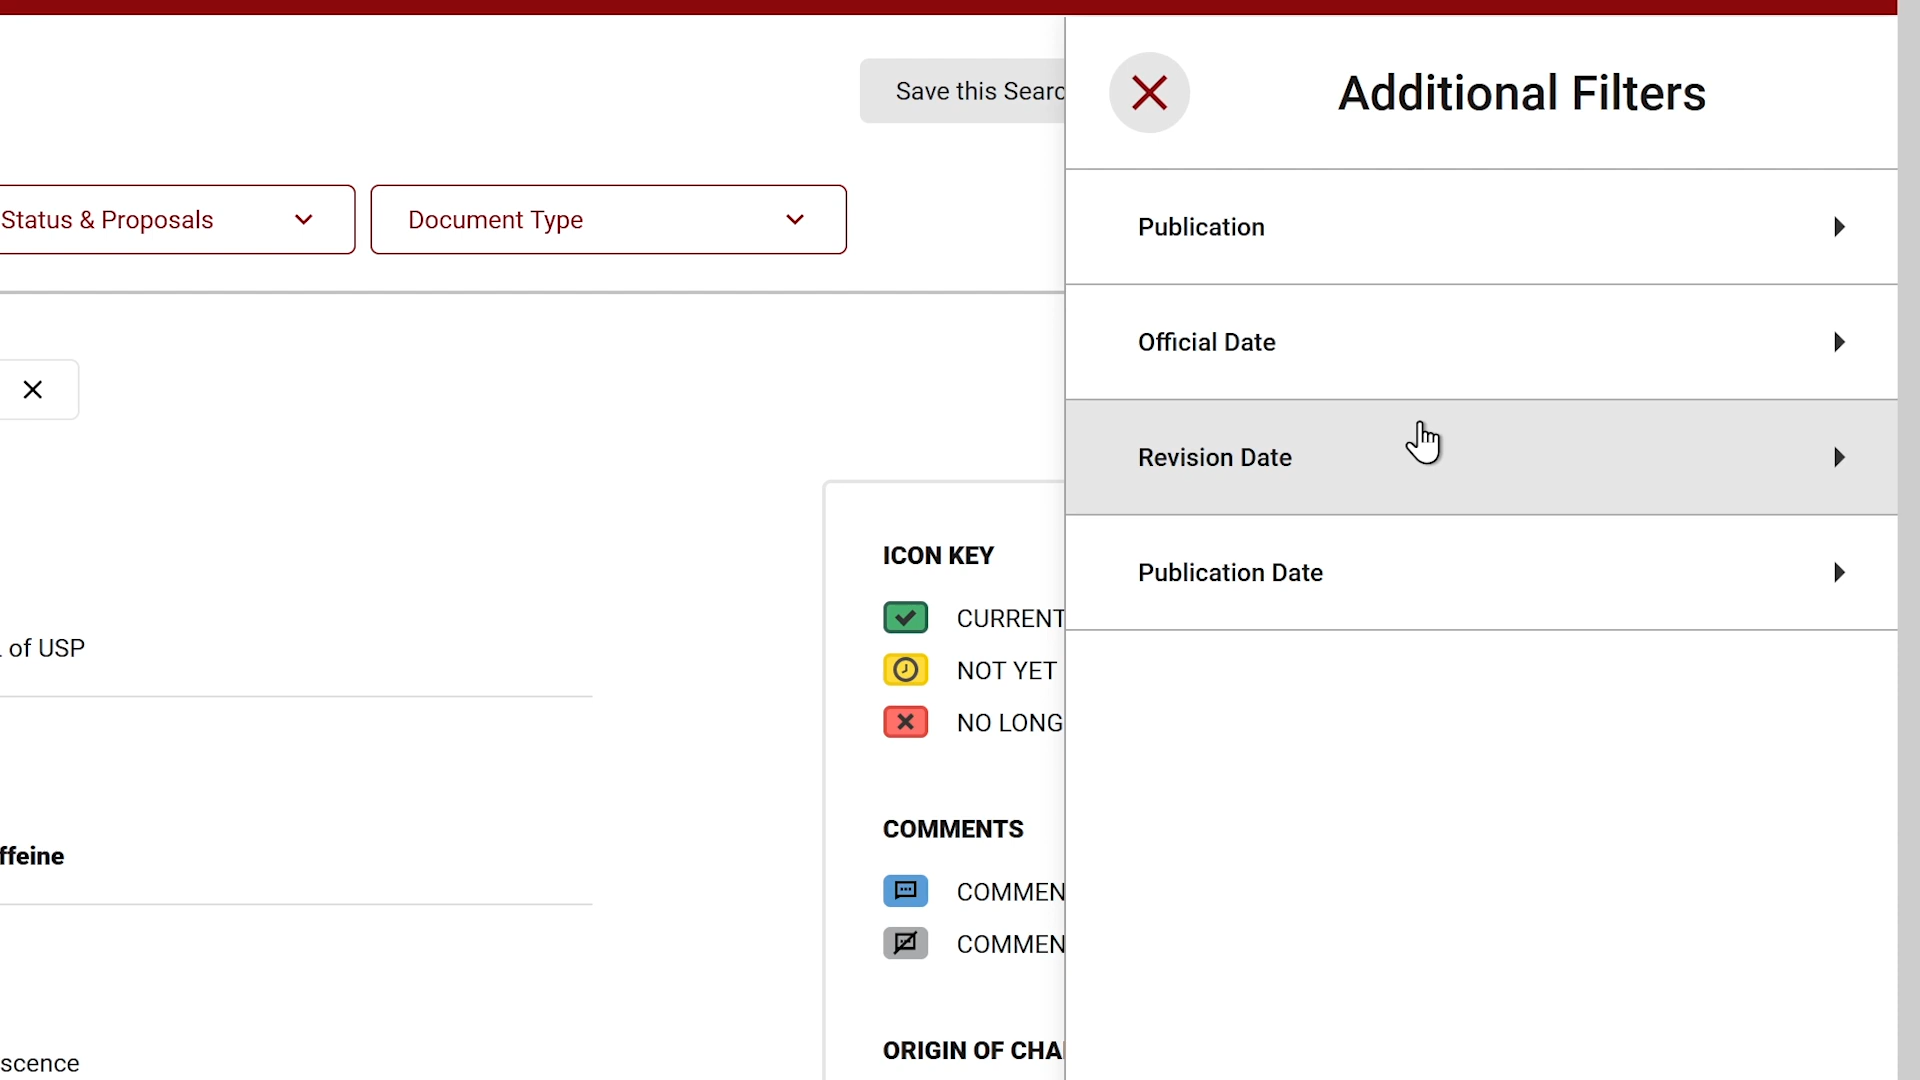 Save this Searc
Additional Filters
Status & Proposals
Document Type
Publication
Official Date
Revision Date
Publication Date
. of USP
ffeine
scence
ICON KEY
CURRENT
NOT YET
NO LONG
COMMENTS
COMMEN
COMMEN
ORIGIN OF CHA